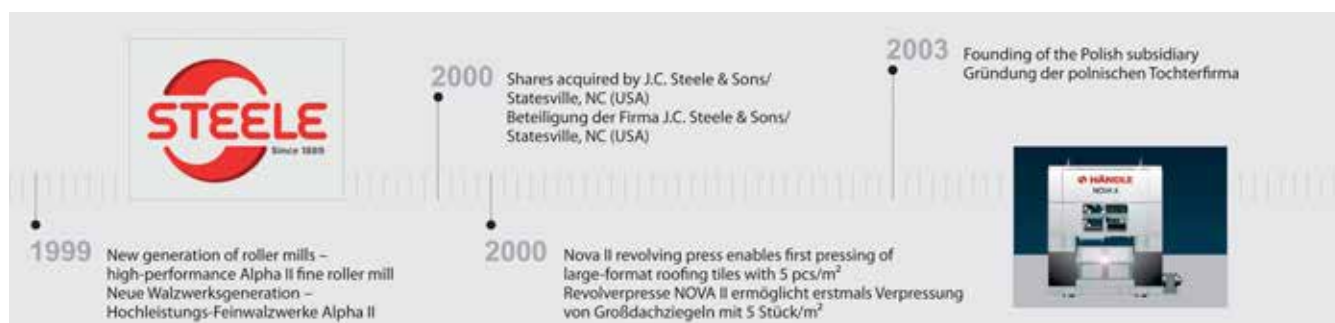 STEELE
Since 1889
2000
Shares acquired by J.C. Steele & Sons/
Statesville, NC (USA)
Beteiligung der Firma J.C. Steele & Sons/
Statesville, NC (USA)
2003
Founding of the Polish subsidiary
Gründung der polnischen Tochterfirma
HÄNDLE
NOVA II
1999
New generation of roller mills –
high-performance Alpha II fine roller mill
Neue Walzwerksgeneration –
Hochleistungs-Feinwalzwerke Alpha II
2000
Nova II revolving press enables first pressing of
large-format roofing tiles with 5 pcs/m²
Revolverpresse NOVA II ermöglicht erstmals Verpressung
von Großdachziegeln mit 5 Stück/m²